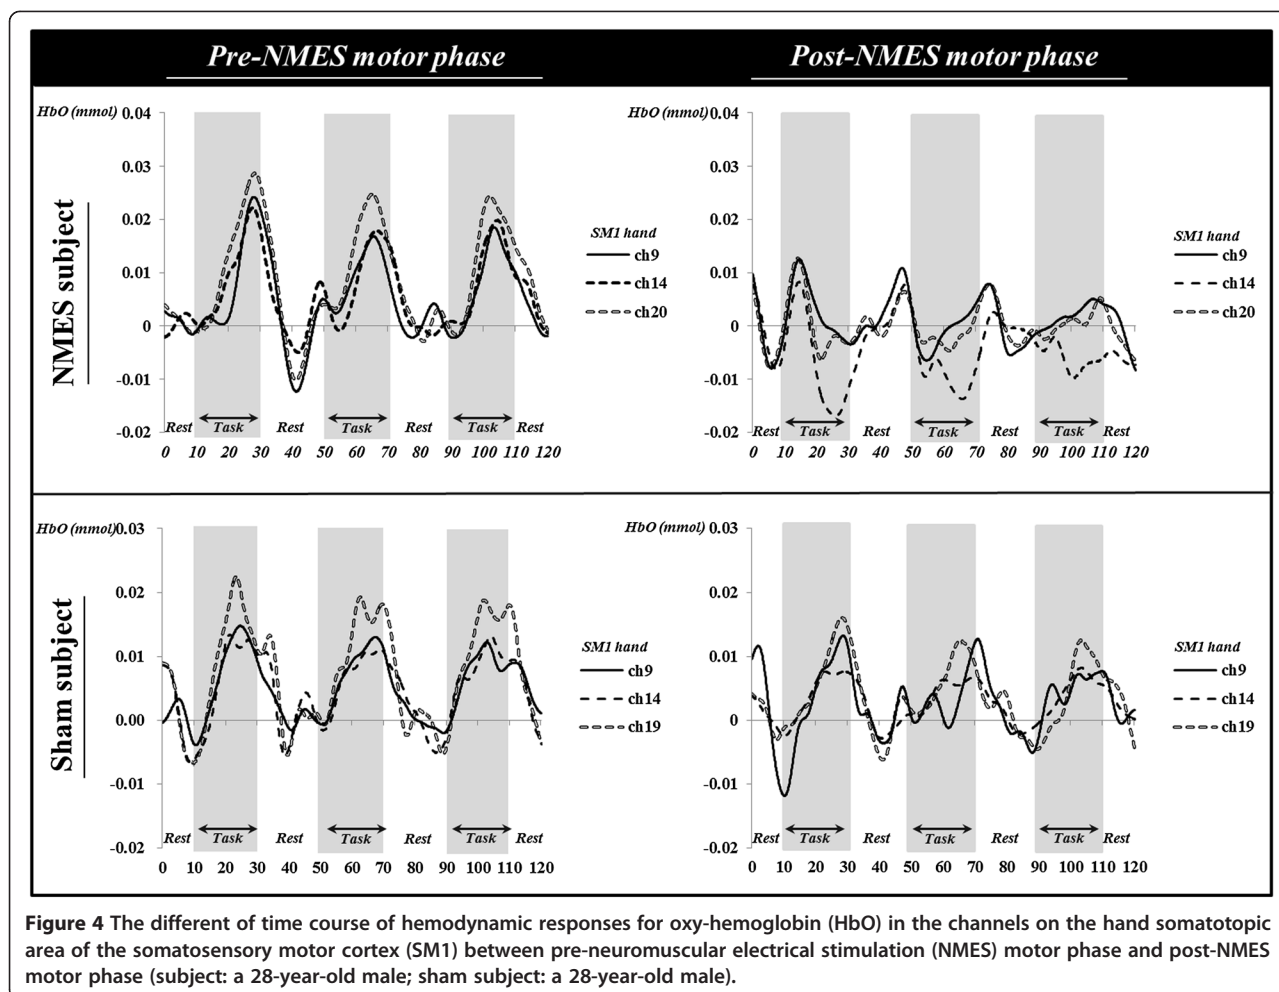 Pre-NMES motor phase
Post-NMES motor phase
NMES subject
HbO (mmol) 0.04
0.03
0.02
0.01
0
-0.01
-0.02
Rest Task Rest Task Rest Task Rest
0 10 20 30 40 50 60 70 80 90 100 110 120
SM1 hand
ch9
ch14
ch20
HbO (mmol) 0.04
0.03
0.02
0.01
0
-0.01
-0.02
Rest Task Rest Task Rest Task Rest
0 10 20 30 40 50 60 70 80 90 100 110 120
SM1 hand
ch9
ch14
ch20
Sham subject
HbO (mmol) 0.03
0.02
0.01
0.00
-0.01
-0.02
Rest Task Rest Task Rest Task Rest
0 10 20 30 40 50 60 70 80 90 100 110 120
SM1 hand
ch9
ch14
ch19
HbO (mmol) 0.03
0.02
0.01
0
-0.01
-0.02
Rest Task Rest Task Rest Task Rest
0 10 20 30 40 50 60 70 80 90 100 110 120
SM1 hand
ch9
ch14
ch19
Figure 4 The different of time course of hemodynamic responses for oxy-hemoglobin (HbO) in the channels on the hand somatotopic
area of the somatosensory motor cortex (SM1) between pre-neuromuscular electrical stimulation (NMES) motor phase and post-NMES
motor phase (subject: a 28-year-old male; sham subject: a 28-year-old male).